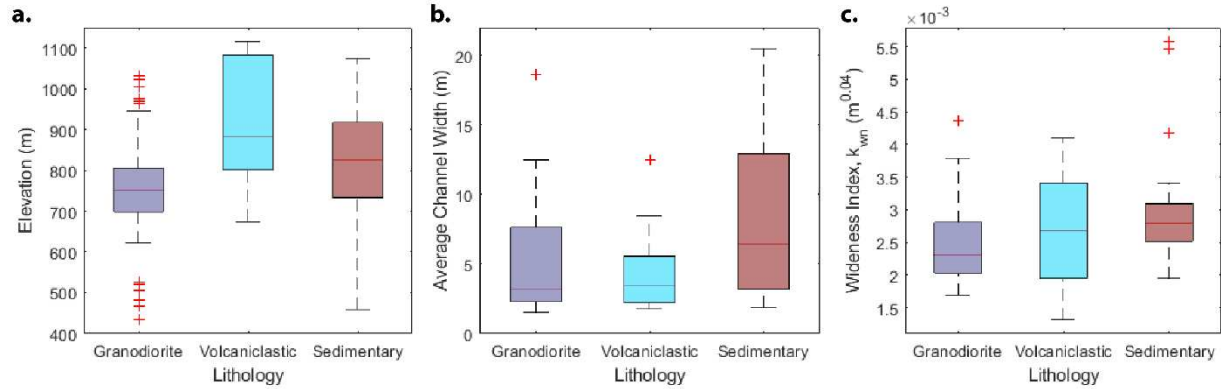 a.
Elevation (m)
1100
1000
900
800
700
600
500
400
Granodiorite Volcaniclastic Sedimentary
Lithology
b.
Average Channel Width (m)
20
15
10
5
0
Granodiorite Volcaniclastic Sedimentary
Lithology
c.
× 10⁻³
Wideness Index, k_wn (m^0.04)
5.5
5
4.5
4
3.5
3
2.5
2
1.5
Granodiorite Volcaniclastic Sedimentary
Lithology